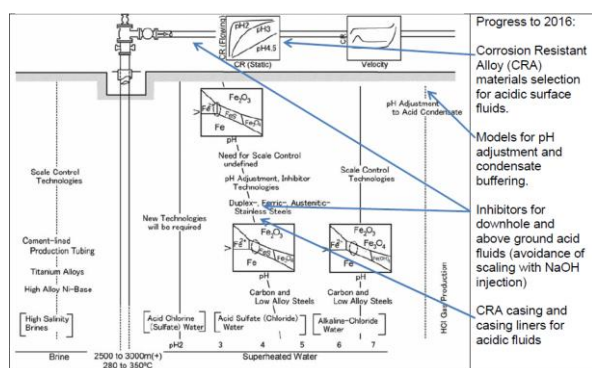 CR (Flowing)
PH2
PH3
pH4.5
CR (Static)
CR
Velocity
Fe₂O₃
Fe
FeS
Fe₃O₄
V
Fe
pH
pH Adjustment
to Acid Condensate
Need for Scale Control
undefined
pH Adjustment, Inhibitor
Technologies
Duplex-, Ferric-, Austenitic-
Stainless Steels
Scale Control
Technologies
Scale Control
Technologies
Cement-lined
Production Tubing
Titanium Alloys
High Alloy Ni-Base
New Technologies
will be required
Fe₂O₃
Fe²⁺
V
Fe
pH
Carbon and
Low Alloy Steels
Fe₂O₃
Fe²⁺
Fe₃O₄
V
Fe
pH
Carbon and
Low Alloy Steels
High Salinity
Brines
Acid Chlorine
(Sulfate) Water
Acid Sulfate (Chloride)
Water
Alkaline-Chloride
Water
HCl Gas Production
Brine
2500 to 3000m(+)
280 to 350℃
pH2
3
4
5
6
7
Superheated Water
Progress to 2016:
Corrosion Resistant
Alloy (CRA)
materials selection
for acidic surface
fluids.
Models for pH
adjustment and
condensate
buffering.
Inhibitors for
downhole and
above ground acid
fluids (avoidance of
scaling with NaOH
injection)
CRA casing and
casing liners for
acidic fluids